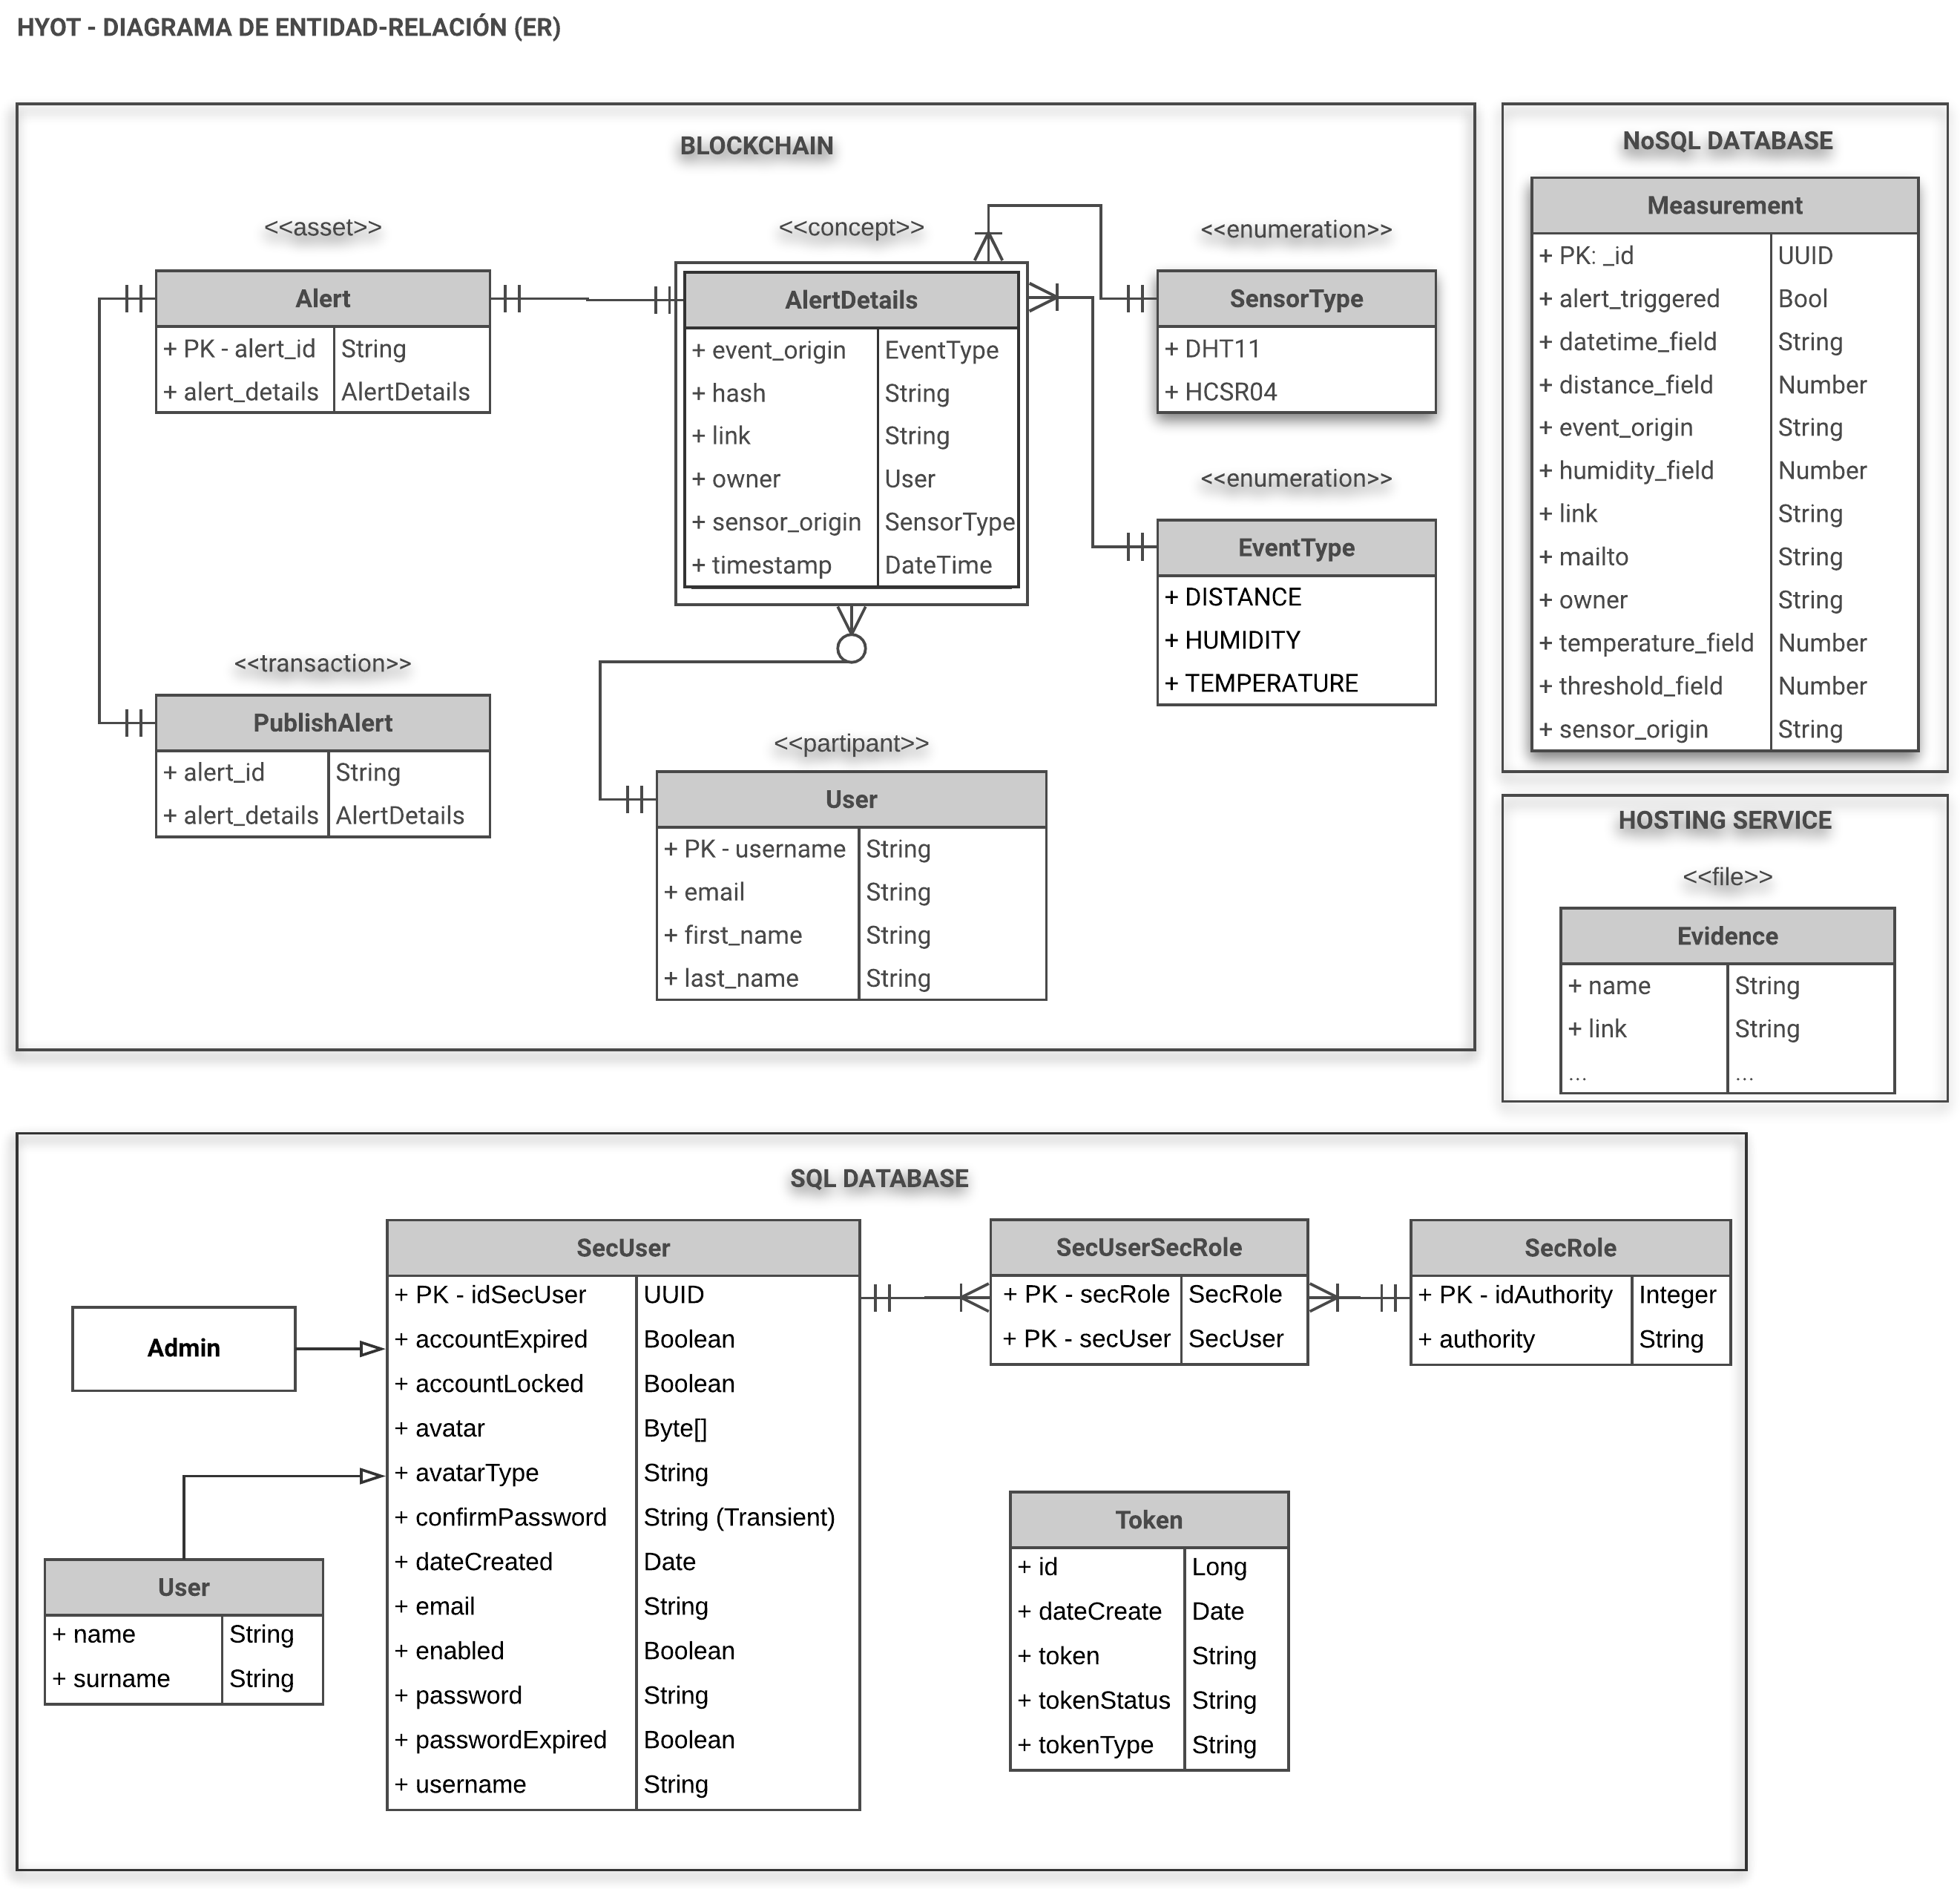 HYOT - DIAGRAMA DE ENTIDAD-RELACIÓN (ER)
BLOCKCHAIN
<<asset>>
Alert
+ PK - alert_id String
+ alert_details AlertDetails
<<concept>>
AlertDetails
+ event_origin EventType
+ hash String
+ link String
+ owner User
+ sensor_origin SensorType
+ timestamp DateTime
<<enumeration>>
SensorType
+ DHT11
+ HCSR04
<<enumeration>>
EventType
+ DISTANCE
+ HUMIDITY
+ TEMPERATURE
<<transaction>>
PublishAlert
+ alert_id String
+ alert_details AlertDetails
<<partipant>>
User
+ PK - username String
+ email String
+ first_name String
+ last_name String
NoSQL DATABASE
Measurement
+ PK: _id UUID
+ alert_triggered Bool
+ datetime_field String
+ distance_field Number
+ event_origin String
+ humidity_field Number
+ link String
+ mailto String
+ owner String
+ temperature_field Number
+ threshold_field Number
+ sensor_origin String
HOSTING SERVICE
<<file>>
Evidence
+ name String
+ link String
... ...
SQL DATABASE
Admin
User
+ name String
+ surname String
SecUser
+ PK - idSecUser UUID
+ accountExpired Boolean
+ accountLocked Boolean
+ avatar Byte[]
+ avatarType String
+ confirmPassword String (Transient)
+ dateCreated Date
+ email String
+ enabled Boolean
+ password String
+ passwordExpired Boolean
+ username String
SecUserSecRole
+ PK - secRole SecRole
+ PK - secUser SecUser
SecRole
+ PK - idAuthority Integer
+ authority String
Token
+ id Long
+ dateCreate Date
+ token String
+ tokenStatus String
+ tokenType String